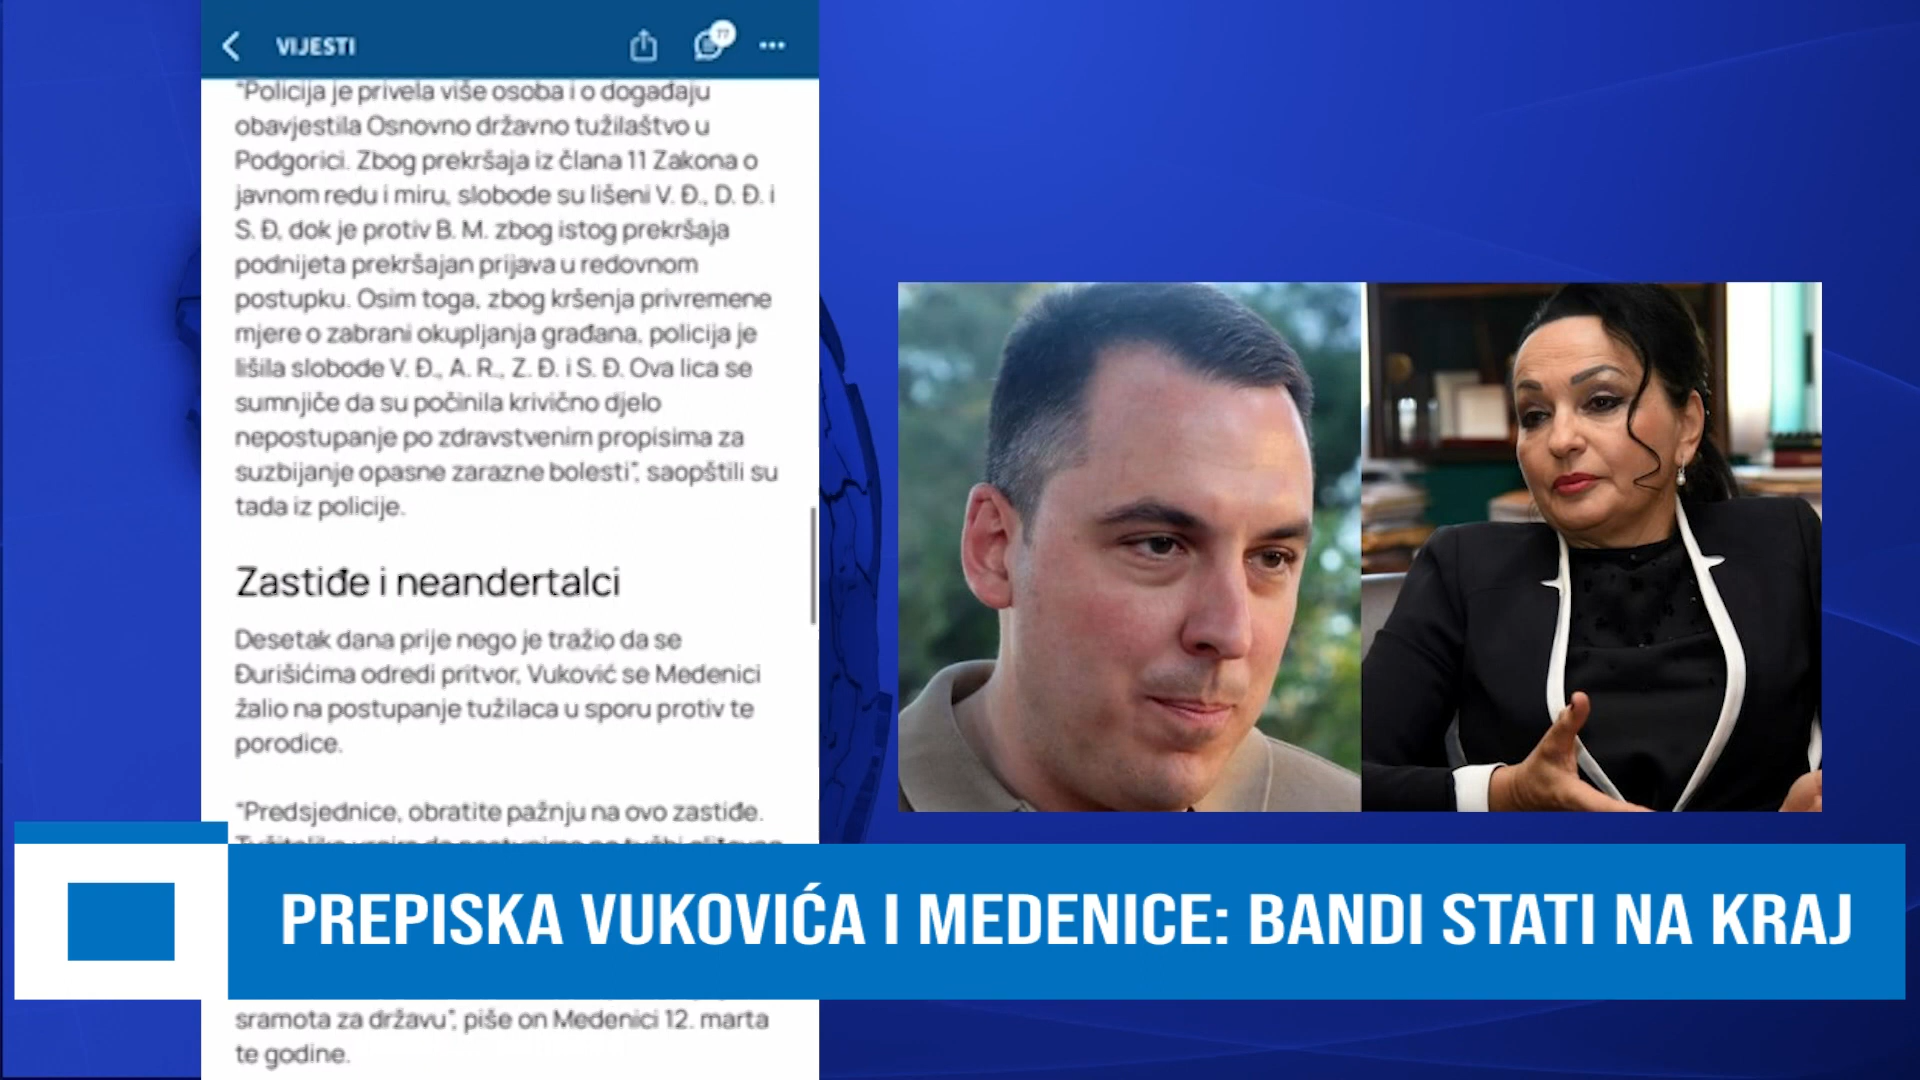 VIJESTI
77
"Policija je privela više osoba i o događaju
obavjestila Osnovno državno tužilaštvo u
Podgorici. Zbog prekršaja iz člana 11 Zakona o
javnom redu i miru, slobode su lišeni V. Đ., D. Đ. i
S. Đ, dok je protiv B. M. zbog istog prekršaja
podnijeta prekršajan prijava u redovnom
postupku. Osim toga, zbog kršenja privremene
mjere o zabrani okupljanja građana, policija je
lišila slobode V. Đ., A. R., Z. Đ. i S. Đ. Ova lica se
sumnjiče da su počinila krivično djelo
nepostupanje po zdravstvenim propisima za
suzbijanje opasne zarazne bolesti", saopštili su
tada iz policije.
Zastiđe i neandertalci
Desetak dana prije nego je tražio da se
Đurišićima odredi pritvor, Vuković se Medenici
žalio na postupanje tužilaca u sporu protiv te
porodice.
"Predsjednice, obratite pažnju na ovo zastiđe.
PREPISKA VUKOVIĆA I MEDENICE: BANDI STATI NA KRAJ
sramota za državu", piše on Medenici 12. marta
te godine.